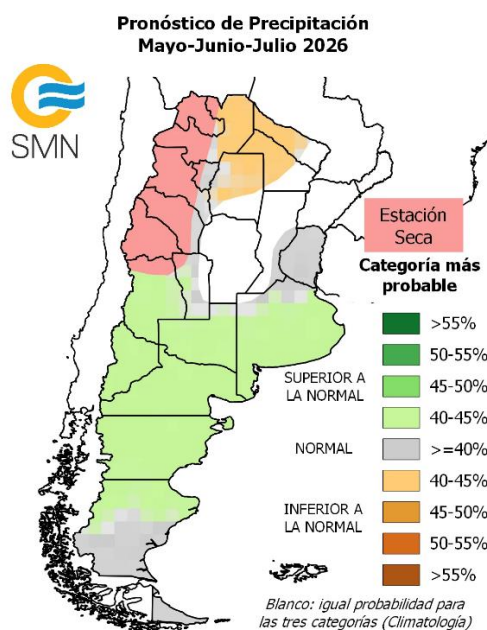 Pronóstico de Precipitación
Mayo-Junio-Julio 2026
SMN
Estación
Seca
Categoría más
probable
>55%
50-55%
45-50%
SUPERIOR A
LA NORMAL
40-45%
NORMAL
>=40%
40-45%
INFERIOR A
LA NORMAL
45-50%
50-55%
>55%
Blanco: igual probabilidad para
las tres categorías (Climatología)